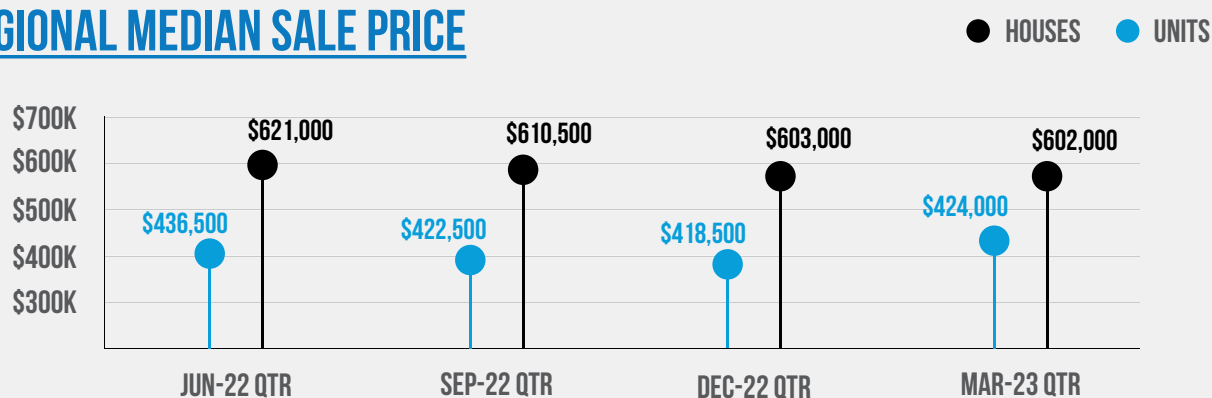 GIONAL MEDIAN SALE PRICE
HOUSES UNITS
$700K
$600K
$500K
$400K
$300K
$621,000
$610,500
$603,000
$602,000
$436,500
$422,500
$418,500
$424,000
JUN-22 QTR
SEP-22 QTR
DEC-22 QTR
MAR-23 QTR